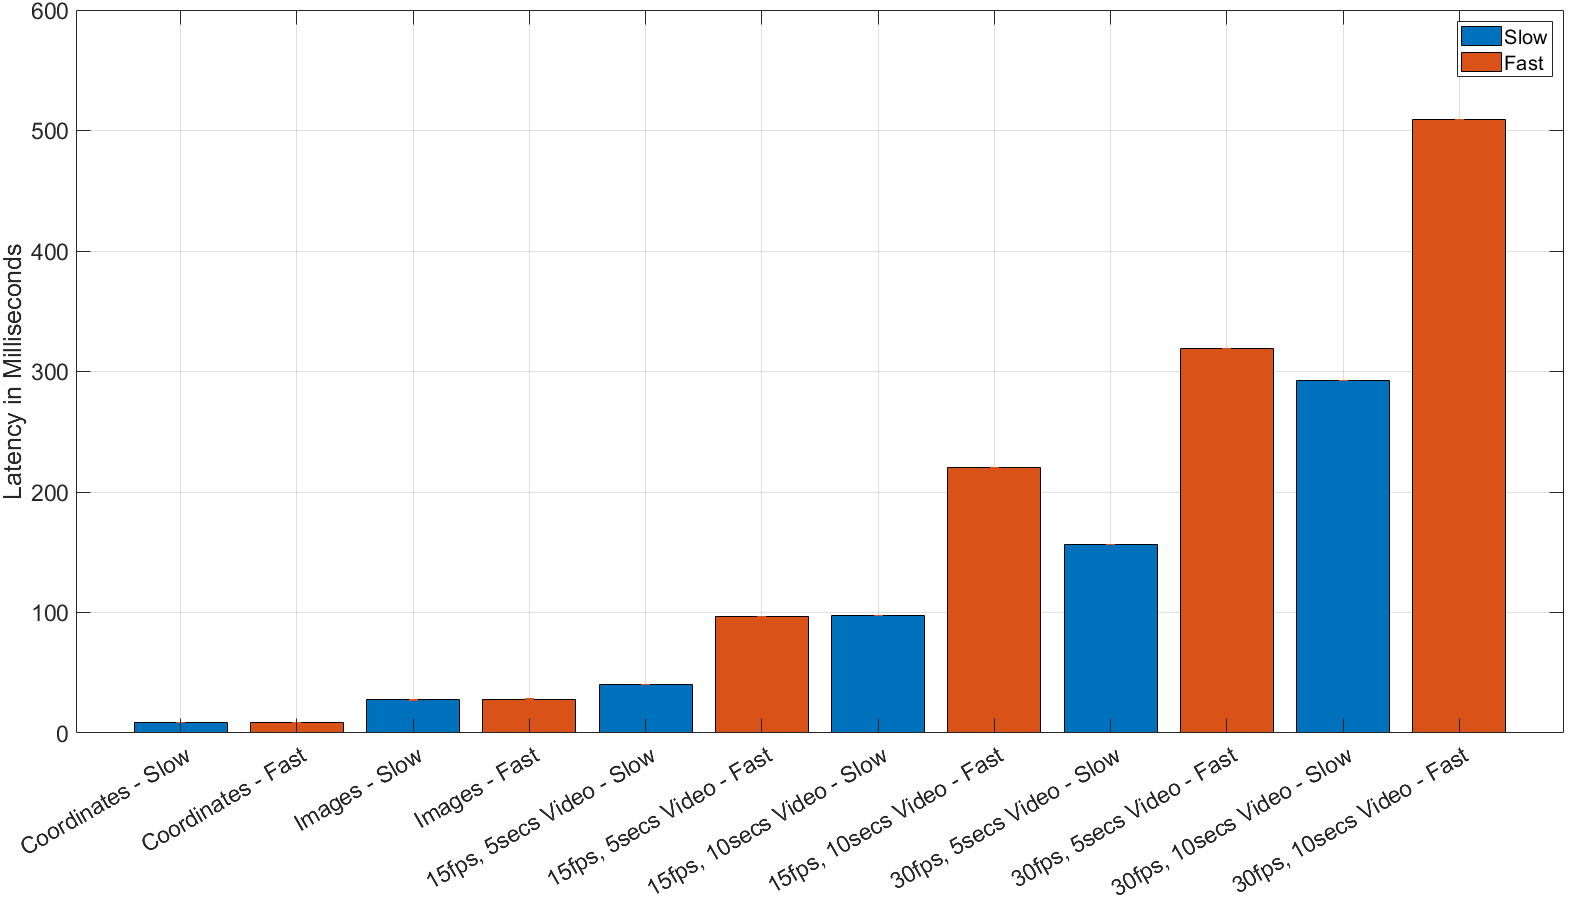 600
500
400
300
200
100
0
Latency in Milliseconds
Slow
Fast
Coordinates - Slow
Coordinates - Fast
Images - Slow
Images - Fast
15fps, 5secs Video - Slow
15fps, 5secs Video - Fast
15fps, 10secs Video - Slow
15fps, 10secs Video - Fast
30fps, 5secs Video - Slow
30fps, 5secs Video - Fast
30fps, 10secs Video - Slow
30fps, 10secs Video - Fast